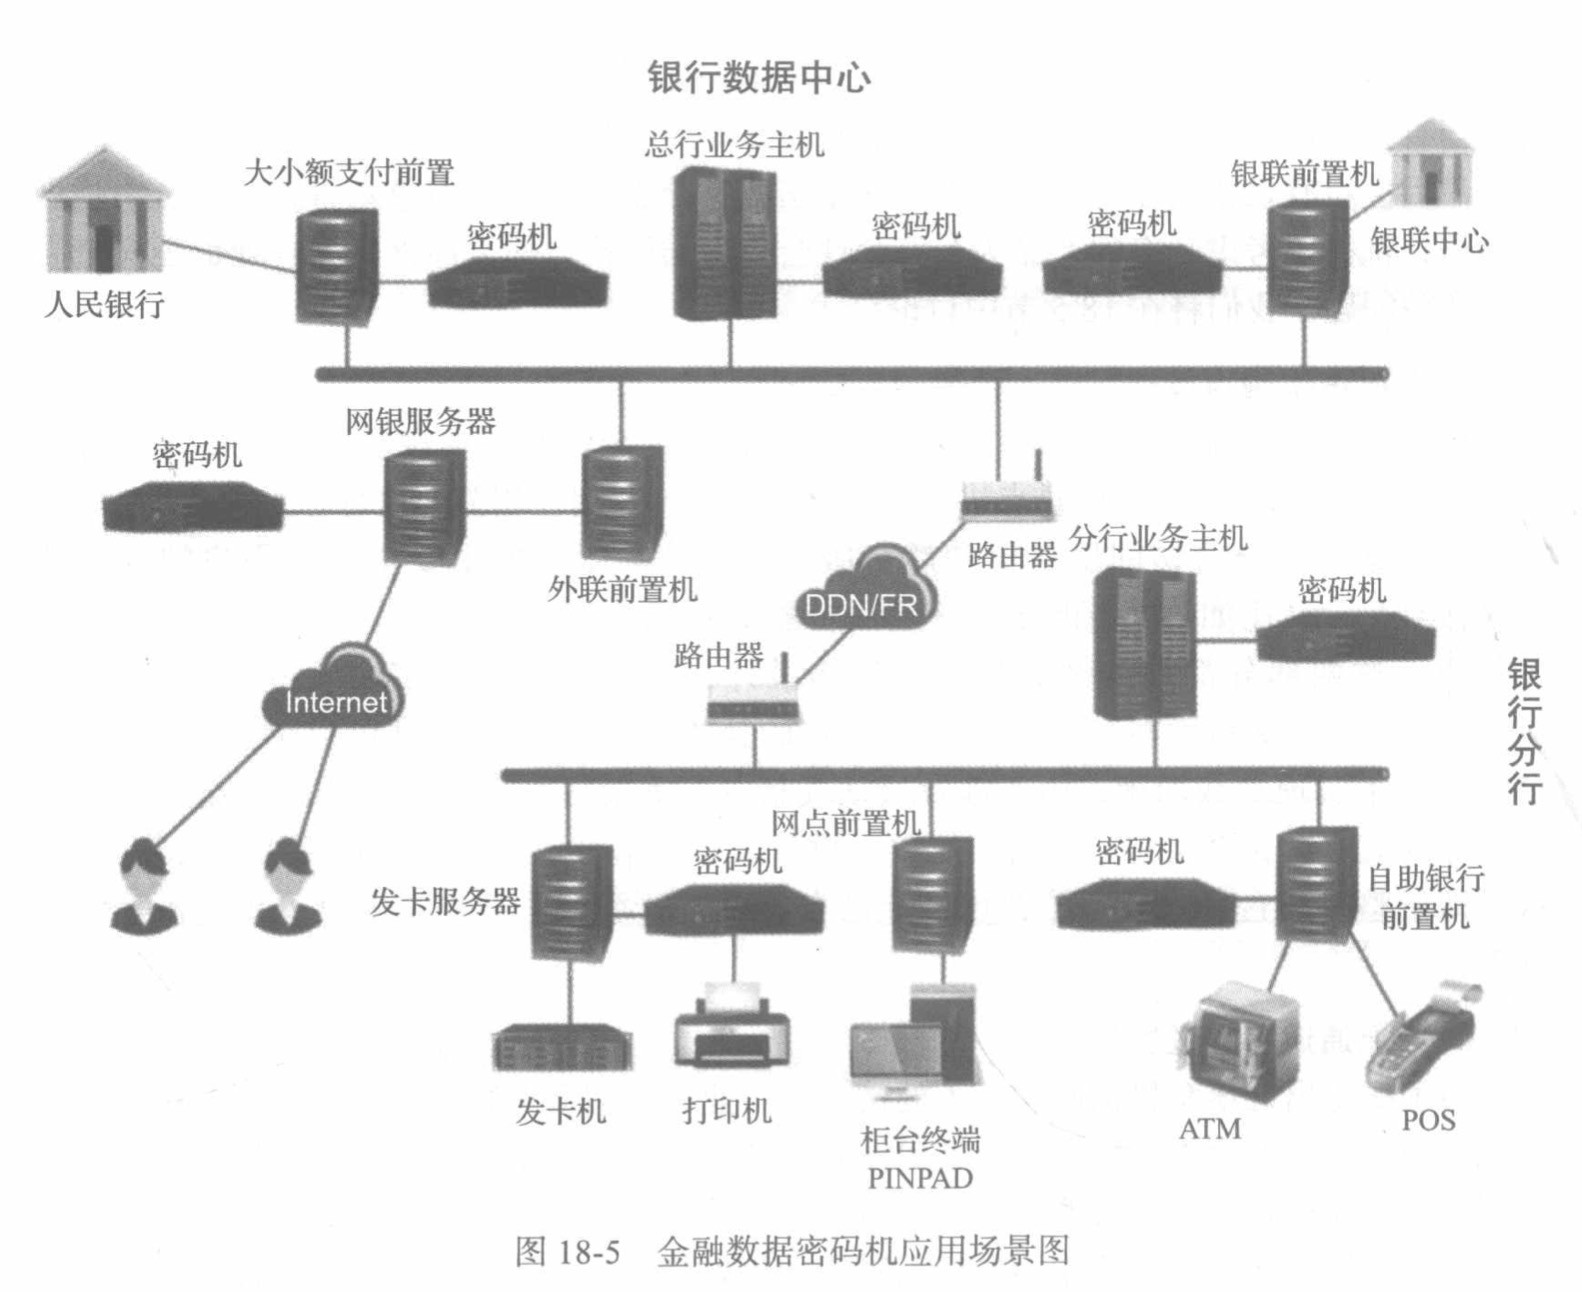 银行数据中心
总行业务主机
大小额支付前置
银联前置机
密码机
密码机
密码机
银联中心
人民银行
网银服务器
密码机
外联前置机
路由器
分行业务主机
DDN/FR
密码机
路由器
Internet
银行分行
网点前置机
密码机
密码机
发卡服务器
自助银行
前置机
发卡机
打印机
柜台终端
PINPAD
ATM
POS
图 18-5 金融数据密码机应用场景图